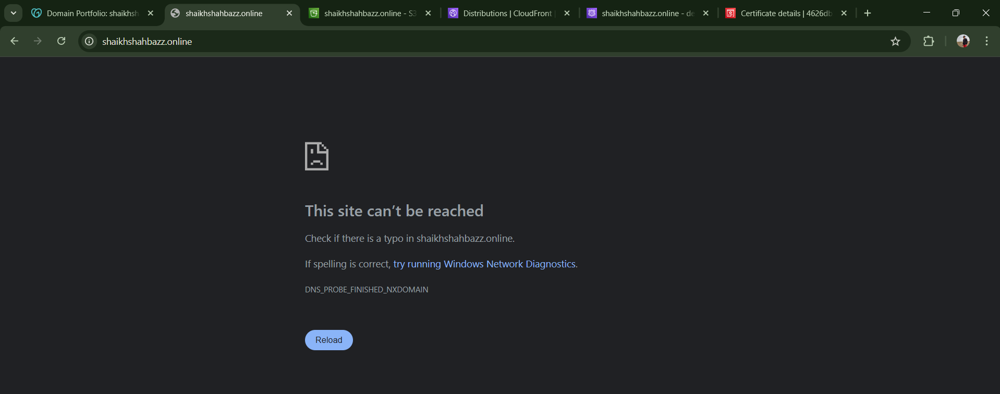 Domain Portfolio: shaikhsh
shaikhshahbazz.online
shaikhshahbazz.online - S3
Distributions | CloudFront |
shaikhshahbazz.online - de
Certificate details | 4626db
shaikhshahbazz.online
This site can’t be reached
Check if there is a typo in shaikhshahbazz.online.
If spelling is correct, try running Windows Network Diagnostics.
DNS_PROBE_FINISHED_NXDOMAIN
Reload